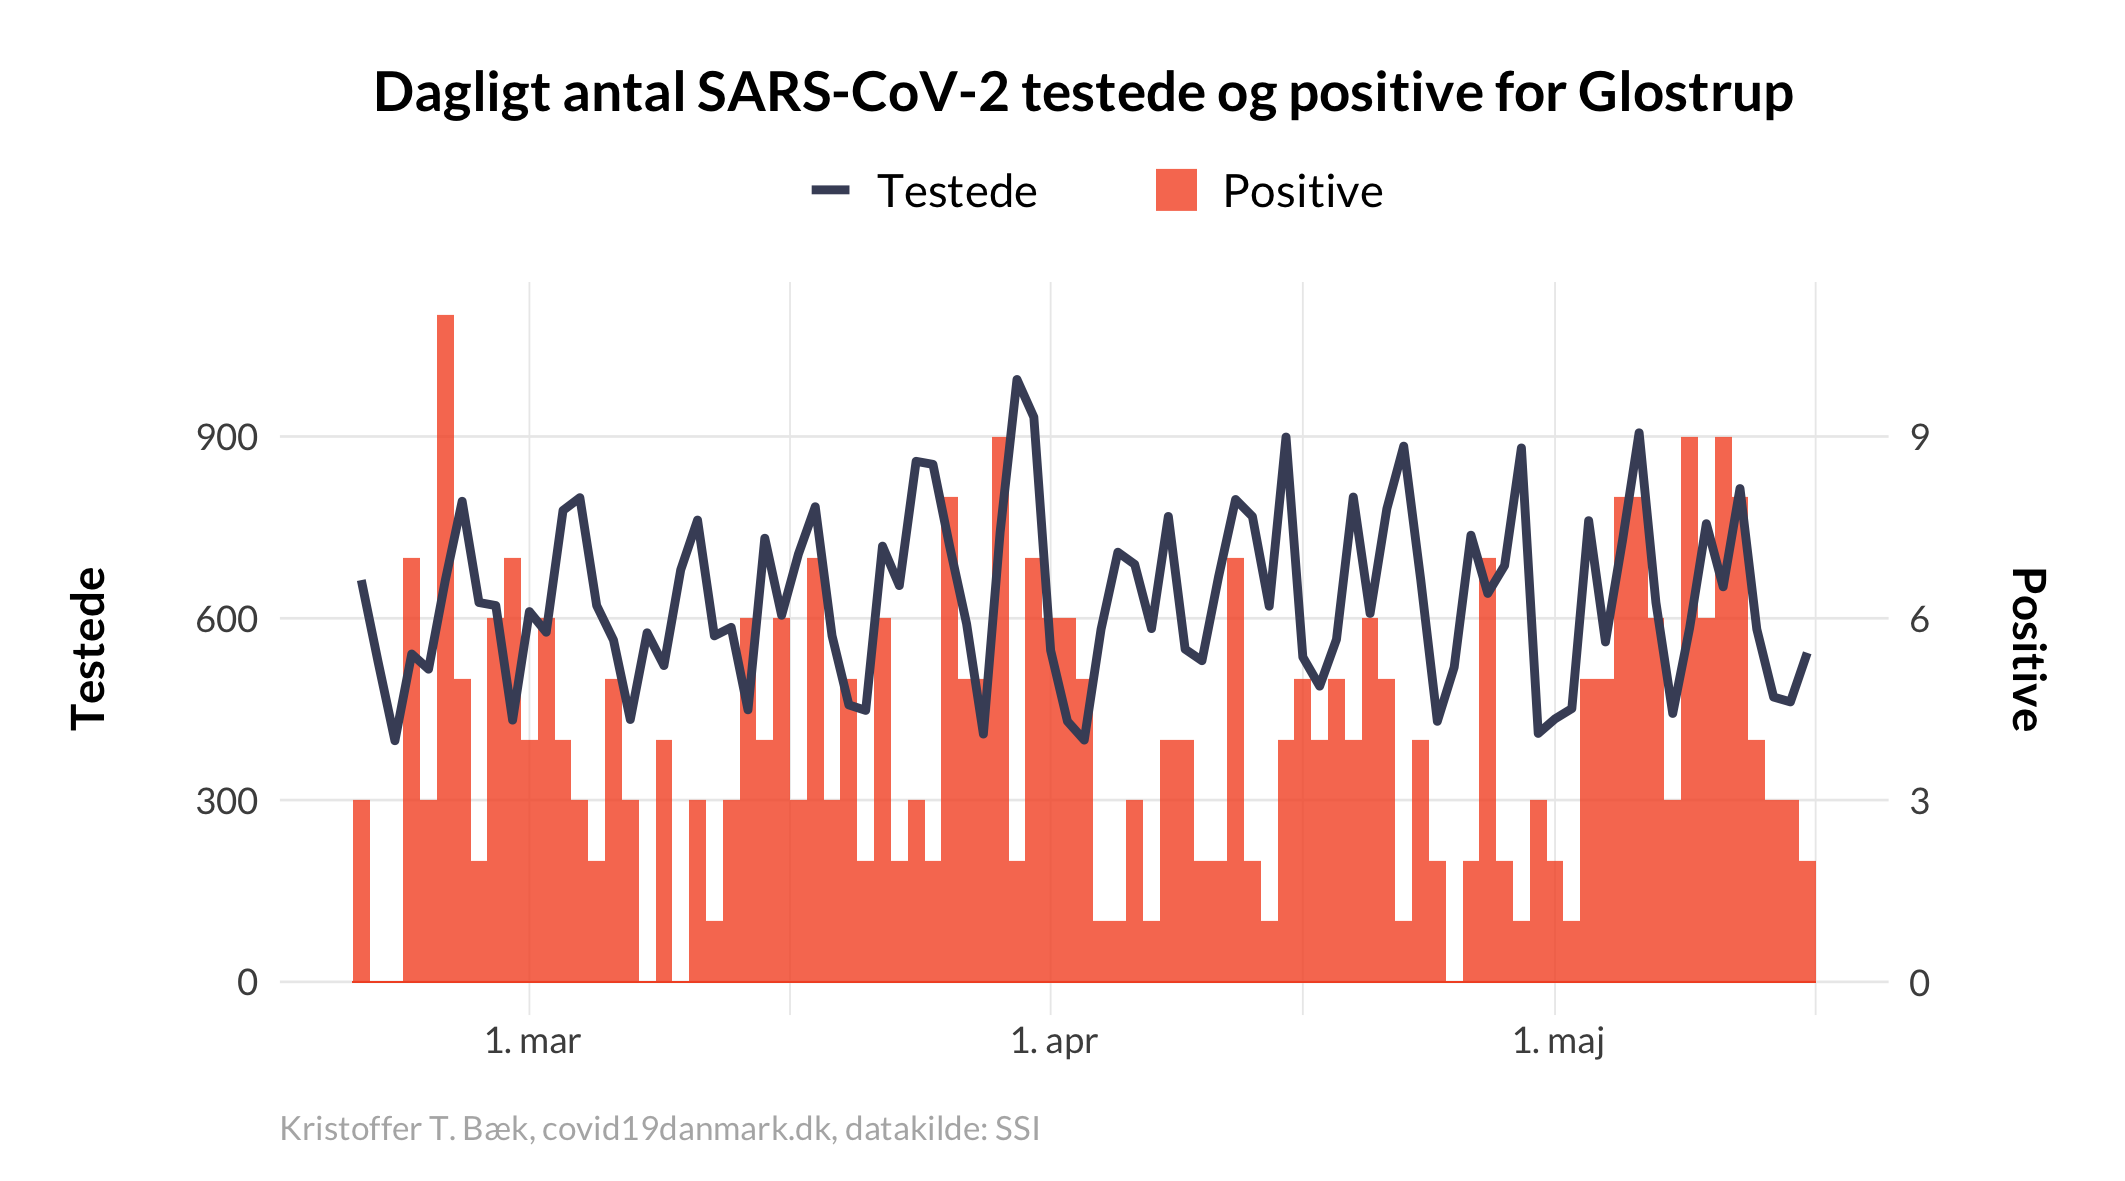 Dagligt antal SARS-CoV-2 testede og positive for Glostrup
Testede
Positive
Testede
900
600
300
0
9
6
3
0
Positive
1. mar
1. apr
1. maj
Kristoffer T. Bæk, covid19danmark.dk, datakilde: SSI